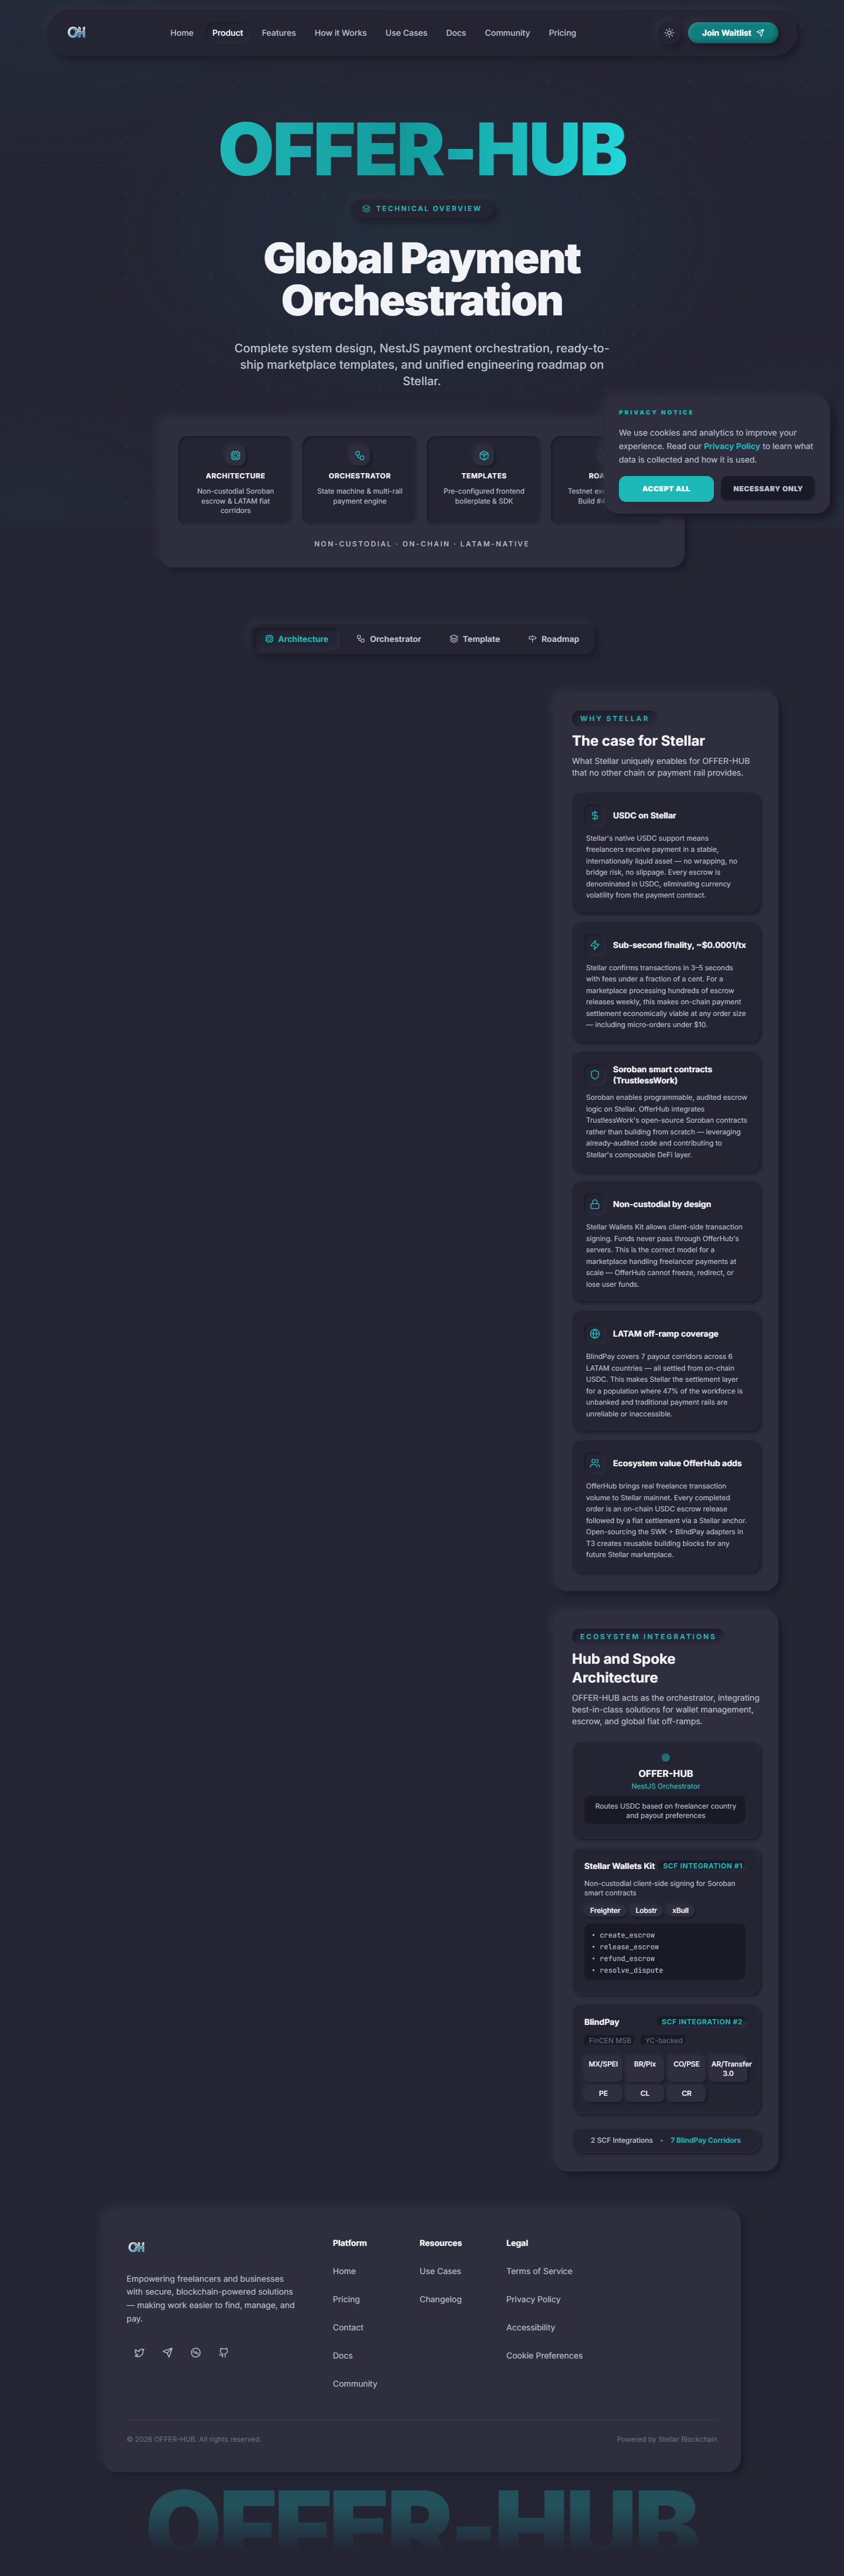 OH
Home Product Features How it Works Use Cases Docs Community Pricing
Join Waitlist
OFFER-HUB
TECHNICAL OVERVIEW
Global Payment
Orchestration
Complete system design, NestJS payment orchestration, ready-to-
ship marketplace templates, and unified engineering roadmap on
Stellar.
PRIVACY NOTICE
We use cookies and analytics to improve your
experience. Read our Privacy Policy to learn what
data is collected and how it is used.
ACCEPT ALL
NECESSARY ONLY
ARCHITECTURE
Non-custodial Soroban
escrow & LATAM fiat
corridors
ORCHESTRATOR
State machine & multi-rail
payment engine
TEMPLATES
Pre-configured frontend
boilerplate & SDK
Testnet
Build
NON-CUSTODIAL · ON-CHAIN · LATAM-NATIVE
Architecture Orchestrator Template Roadmap
WHY STELLAR
The case for Stellar
What Stellar uniquely enables for OFFER-HUB
that no other chain or payment rail provides.
USDC on Stellar
Stellar's native USDC support means
freelancers receive payment in a stable,
internationally liquid asset — no wrapping, no
bridge risk, no slippage. Every escrow is
denominated in USDC, eliminating currency
volatility from the payment contract.
Sub-second finality, ~$0.0001/tx
Stellar confirms transactions in 3–5 seconds
with fees under a fraction of a cent. For a
marketplace processing hundreds of escrow
releases weekly, this makes on-chain payment
settlement economically viable at any order size
— including micro-orders under $10.
Soroban smart contracts
(TrustlessWork)
Soroban enables programmable, audited escrow
logic on Stellar. OfferHub integrates
TrustlessWork's open-source Soroban contracts
rather than building from scratch — leveraging
already-audited code and contributing to
Stellar's composable DeFi layer.
Non-custodial by design
Stellar Wallets Kit allows client-side transaction
signing. Funds never pass through OfferHub's
servers. This is the correct model for a
marketplace handling freelancer payments at
scale — OfferHub cannot freeze, redirect, or
lose user funds.
LATAM off-ramp coverage
BlindPay covers 7 payout corridors across 6
LATAM countries — all settled from on-chain
USDC. This makes Stellar the settlement layer
for a population where 47% of the workforce is
unbanked and traditional payment rails are
unreliable or inaccessible.
Ecosystem value OfferHub adds
OfferHub brings real freelance transaction
volume to Stellar mainnet. Every completed
order is an on-chain USDC escrow release
followed by a fiat settlement via a Stellar anchor.
Open-sourcing the SWK + BlindPay adapters in
T3 creates reusable building blocks for any
future Stellar marketplace.
ECOSYSTEM INTEGRATIONS
Hub and Spoke
Architecture
OFFER-HUB acts as the orchestrator, integrating
best-in-class solutions for wallet management,
escrow, and global fiat off-ramps.
OFFER-HUB
NestJS Orchestrator
Routes USDC based on freelancer country
and payout preferences
Stellar Wallets Kit SCF INTEGRATION #1
Non-custodial client-side signing for Soroban
smart contracts
Freighter Lobstr xBull
• create_escrow
• release_escrow
• refund_escrow
• resolve_dispute
BlindPay SCF INTEGRATION #2
FinCEN MSB YC-backed
MX/SPEI BR/Pix CO/PSE AR/Transfer
3.0
PE CL CR
2 SCF Integrations • 7 BlindPay Corridors
OH
Empowering freelancers and businesses
with secure, blockchain-powered solutions
— making work easier to find, manage, and
pay.
Platform
Home
Pricing
Contact
Docs
Community
Resources
Use Cases
Changelog
Legal
Terms of Service
Privacy Policy
Accessibility
Cookie Preferences
© 2026 OFFER-HUB. All rights reserved.
Powered by Stellar Blockchain
OFFER-HUB